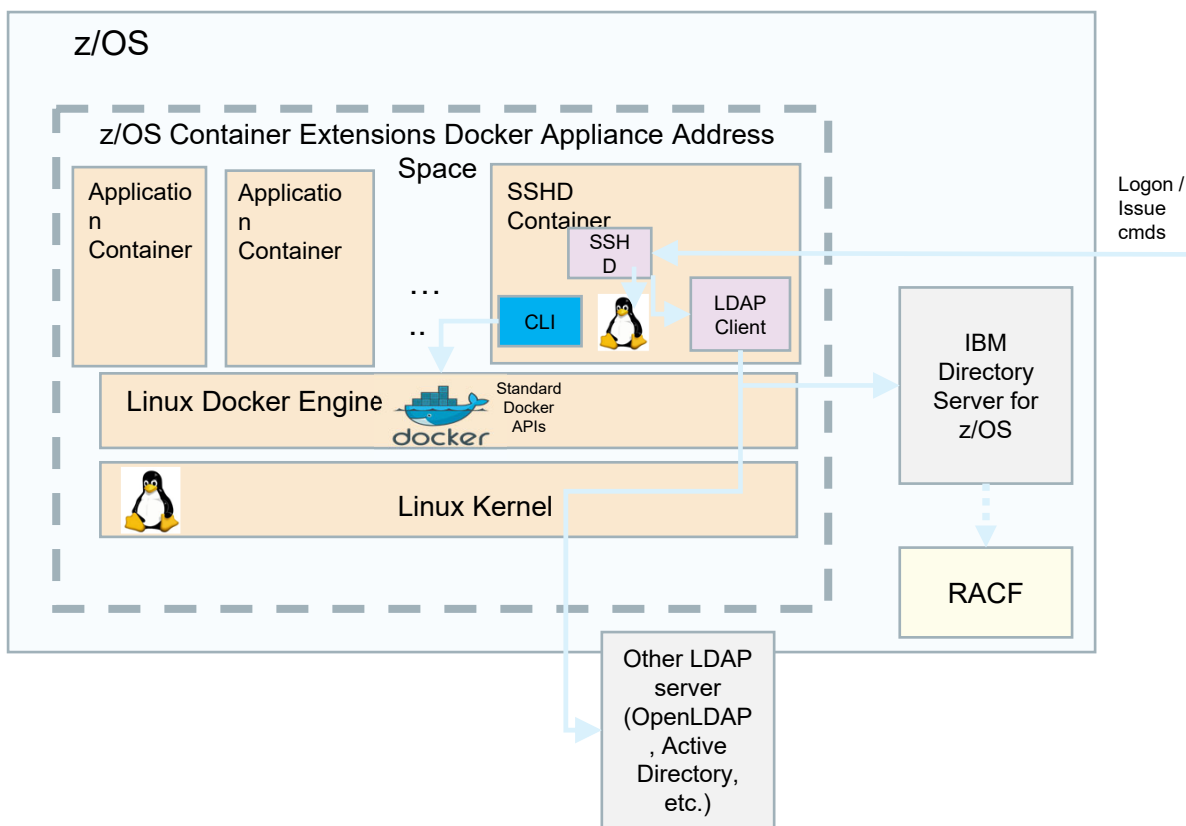 z/OS
z/OS Container Extensions Docker Appliance Address
Space
Applicatio
n
Container
Applicatio
n
Container
...
..
SSHD
Container
SSH
D
CLI
LDAP
Client
Logon /
Issue
cmds
Linux Docker Engine
docker
Standard
Docker
APIs
Linux Kernel
IBM
Directory
Server for
z/OS
RACF
Other LDAP
server
(OpenLDAP
, Active
Directory,
etc.)